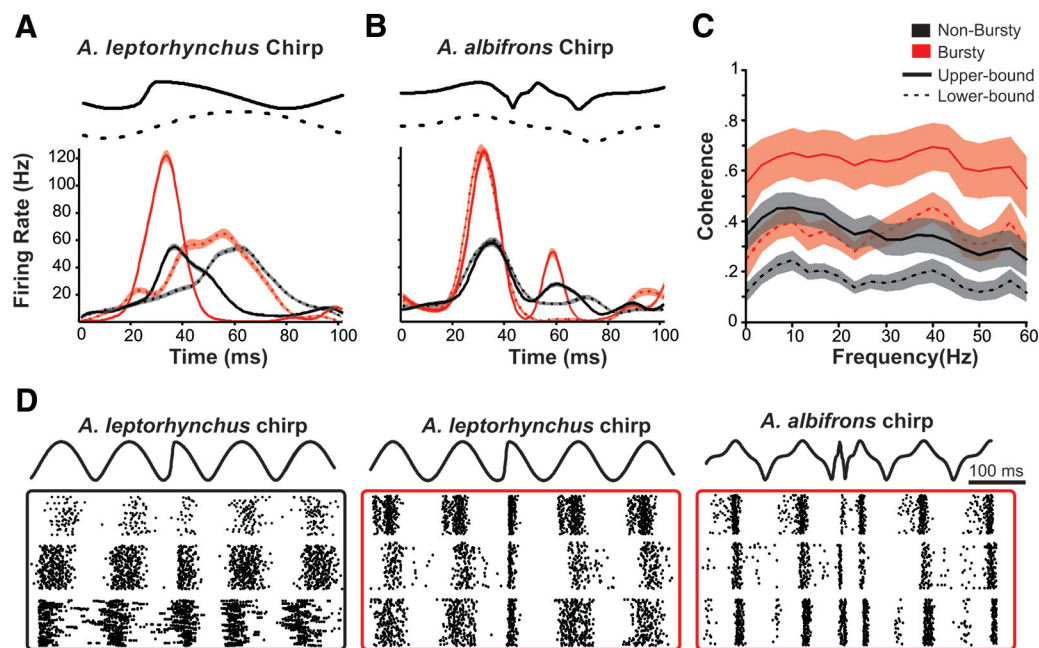 A
A. leptorhynchus Chirp
Firing Rate (Hz)
120
100
80
60
40
20
0
20
40
60
80
100
Time (ms)
B
A. albifrons Chirp
0
20
40
60
80
100
Time (ms)
C
Non-Bursty
Bursty
Upper-bound
Lower-bound
Coherence
1
.8
.6
.4
.2
0
0
10
20
30
40
50
60
Frequency(Hz)
D
A. leptorhynchus chirp
A. leptorhynchus chirp
A. albifrons chirp
100 ms